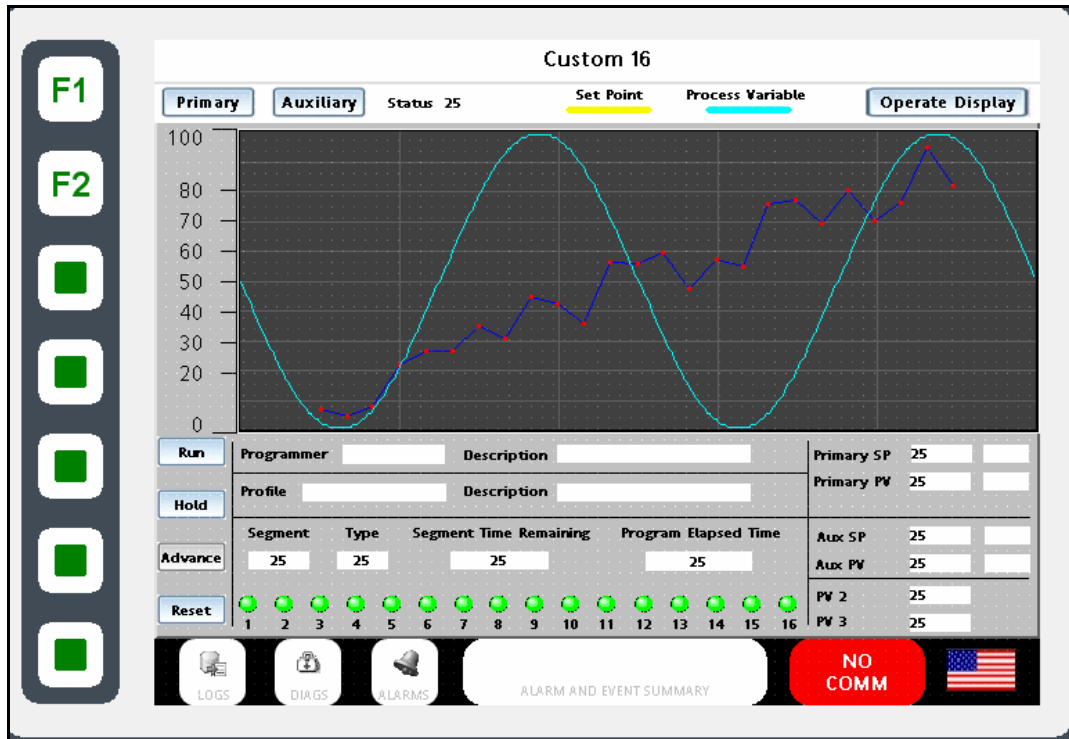 Custom 16
F1
Primary Auxiliary Status 25 Set Point Process Variable Operate Display
F2
100
80
70
60
50
40
30
20
0
Run Programmer Description Primary SP 25
Hold Profile Description Primary PV 25
Segment Type Segment Time Remaining Program Elapsed Time Aux SP 25
Advance 25 25 25 25 Aux PV 25
Reset PV 2 25
1 2 3 4 5 6 7 8 9 10 11 12 13 14 15 16 PV 3 25
LOGS DIAGS ALARMS ALARM AND EVENT SUMMARY NO COMM